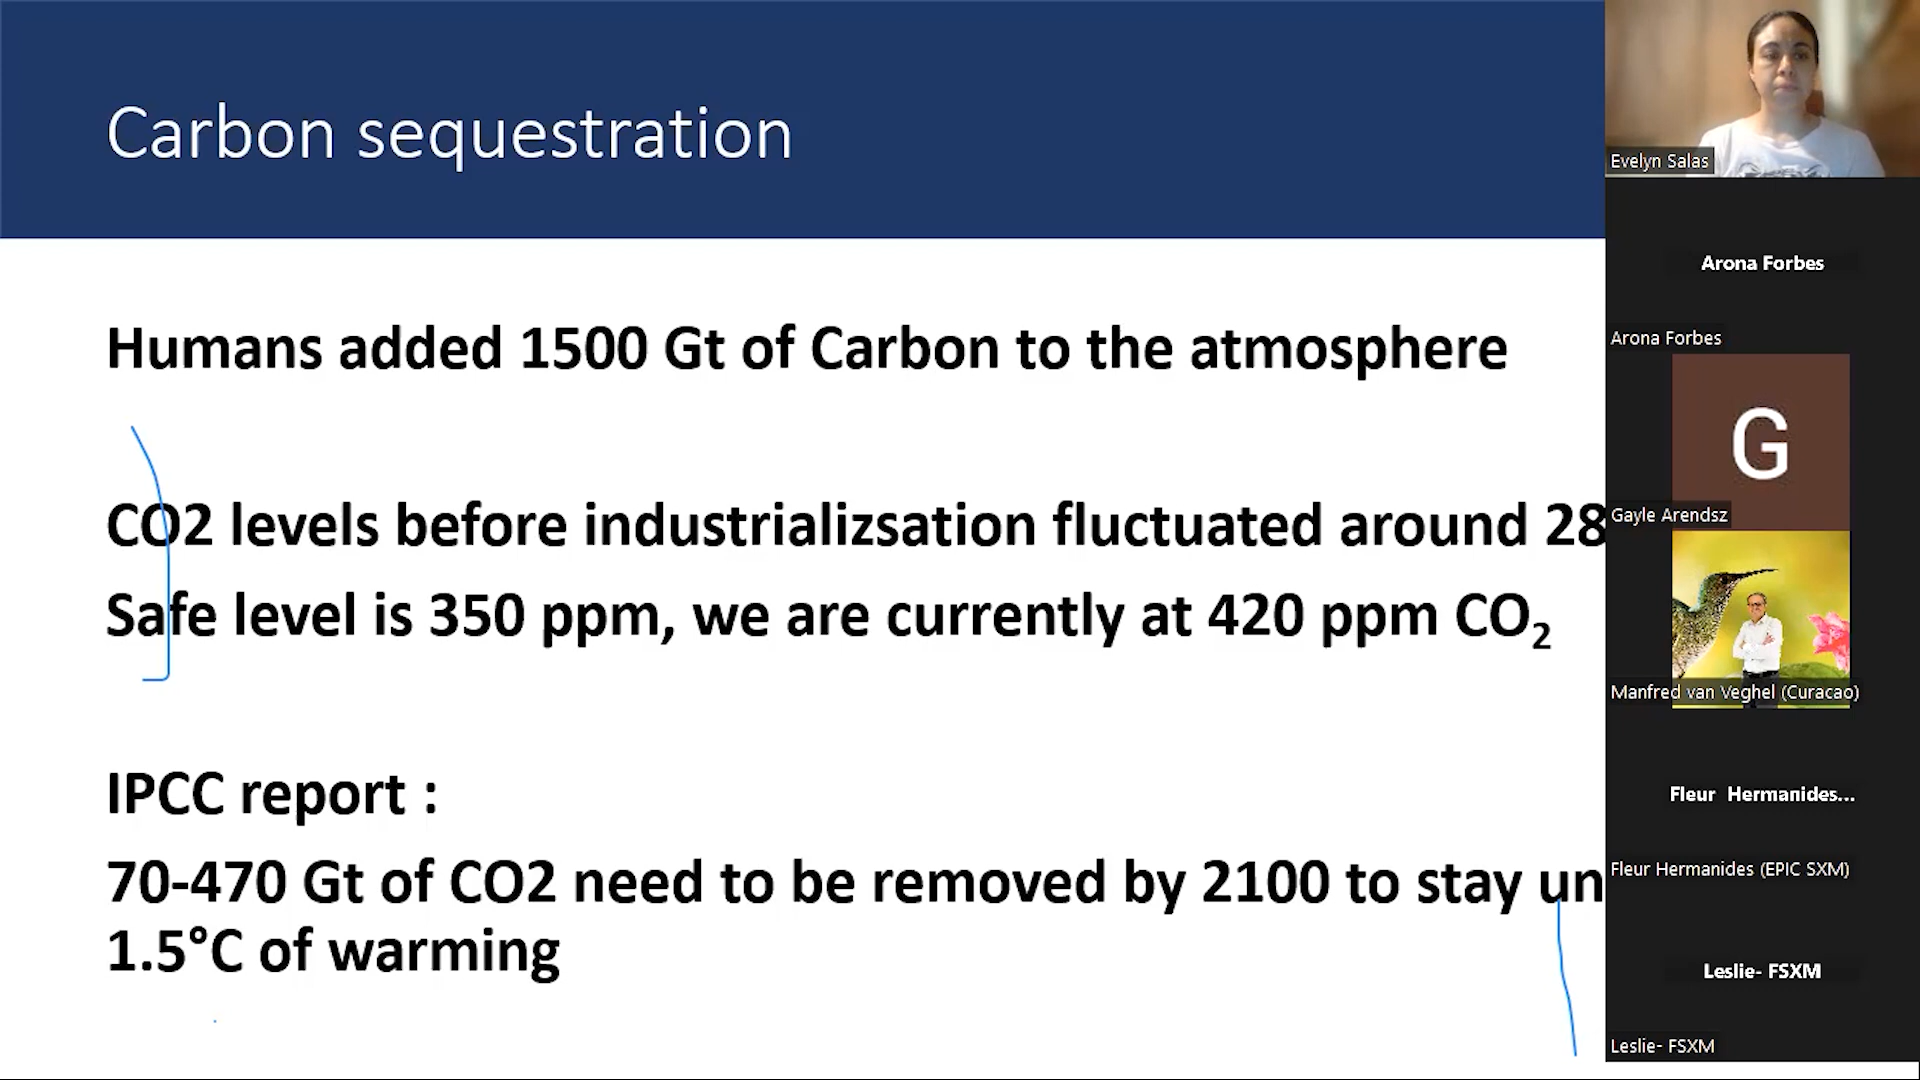 Carbon sequestration
Humans added 1500 Gt of Carbon to the atmosphere
CO2 levels before industrializsation fluctuated around 28
Safe level is 350 ppm, we are currently at 420 ppm CO₂
IPCC report :
70-470 Gt of CO2 need to be removed by 2100 to stay un
1.5°C of warming
Evelyn Salas
Arona Forbes
Arona Forbes
G
Gayle Arendsz
Manfred van Veghel (Curacao)
Fleur Hermanides...
Fleur Hermanides (EPIC SXM)
Leslie- FSXM
Leslie- FSXM